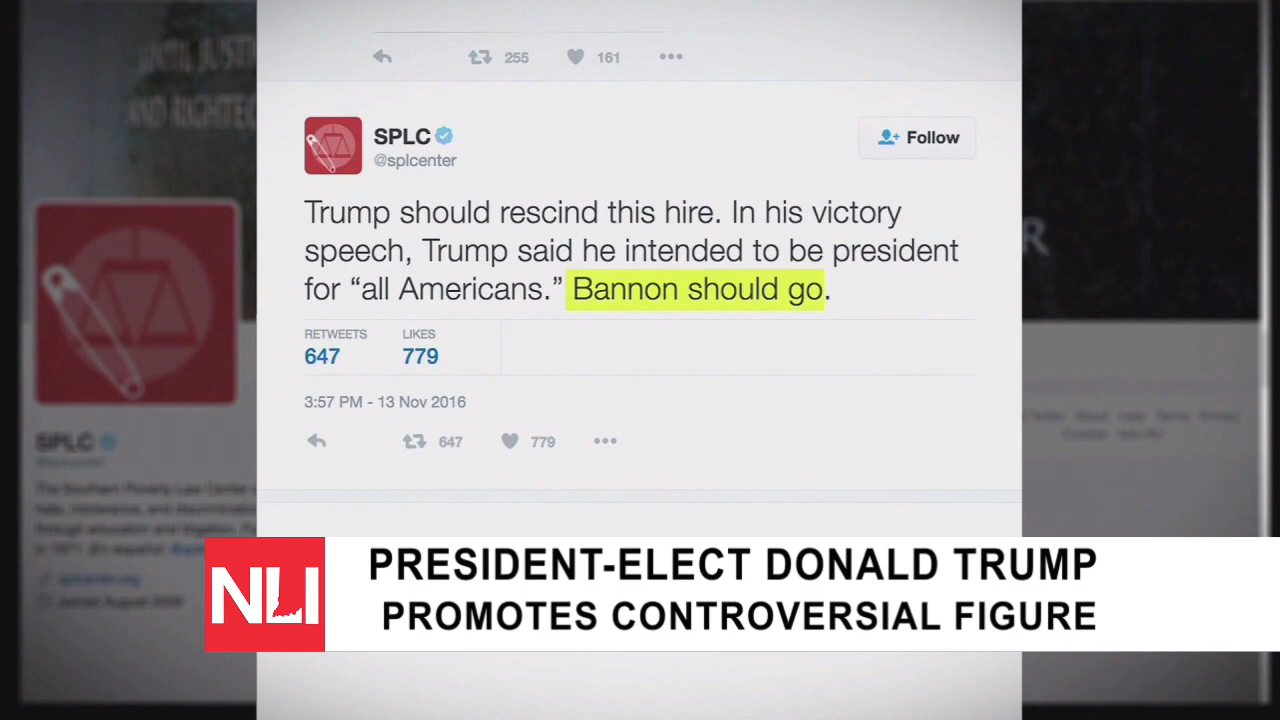 255 161
SPLC
@splcenter
Follow
Trump should rescind this hire. In his victory
speech, Trump said he intended to be president
for “all Americans.” Bannon should go.
RETWEETS LIKES
647 779
3:57 PM - 13 Nov 2016
647 779
SPLC
NLI
PRESIDENT-ELECT DONALD TRUMP
PROMOTES CONTROVERSIAL FIGURE